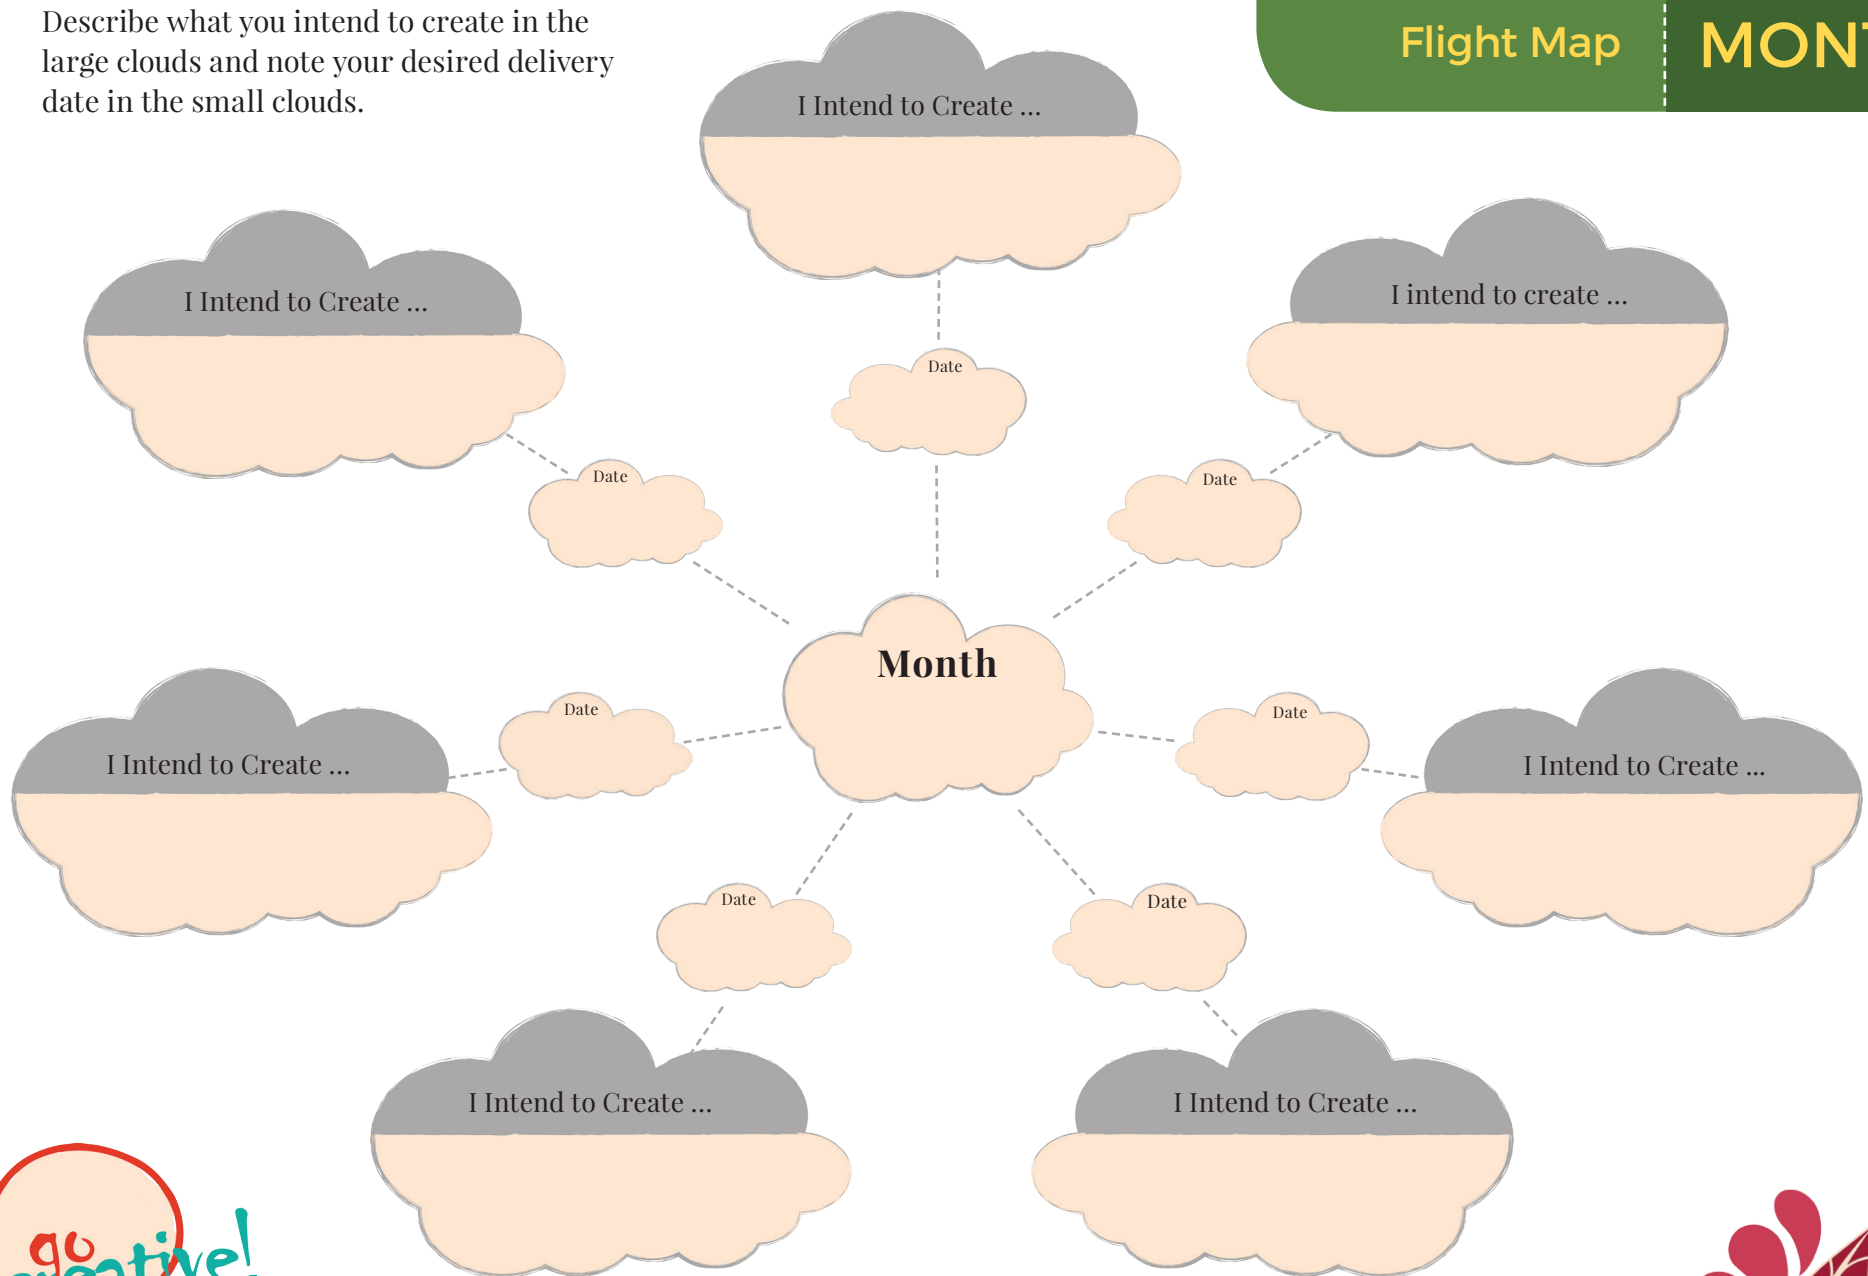 Describe what you intend to create in the
large clouds and note your desired delivery
date in the small clouds.
Flight Map
I Intend to Create ...
I Intend to Create ...
I intend to create ...
Date
Date
Date
Month
I Intend to Create ...
Date
Date
I Intend to Create ...
Date
Date
I Intend to Create ...
I Intend to Create ...
go